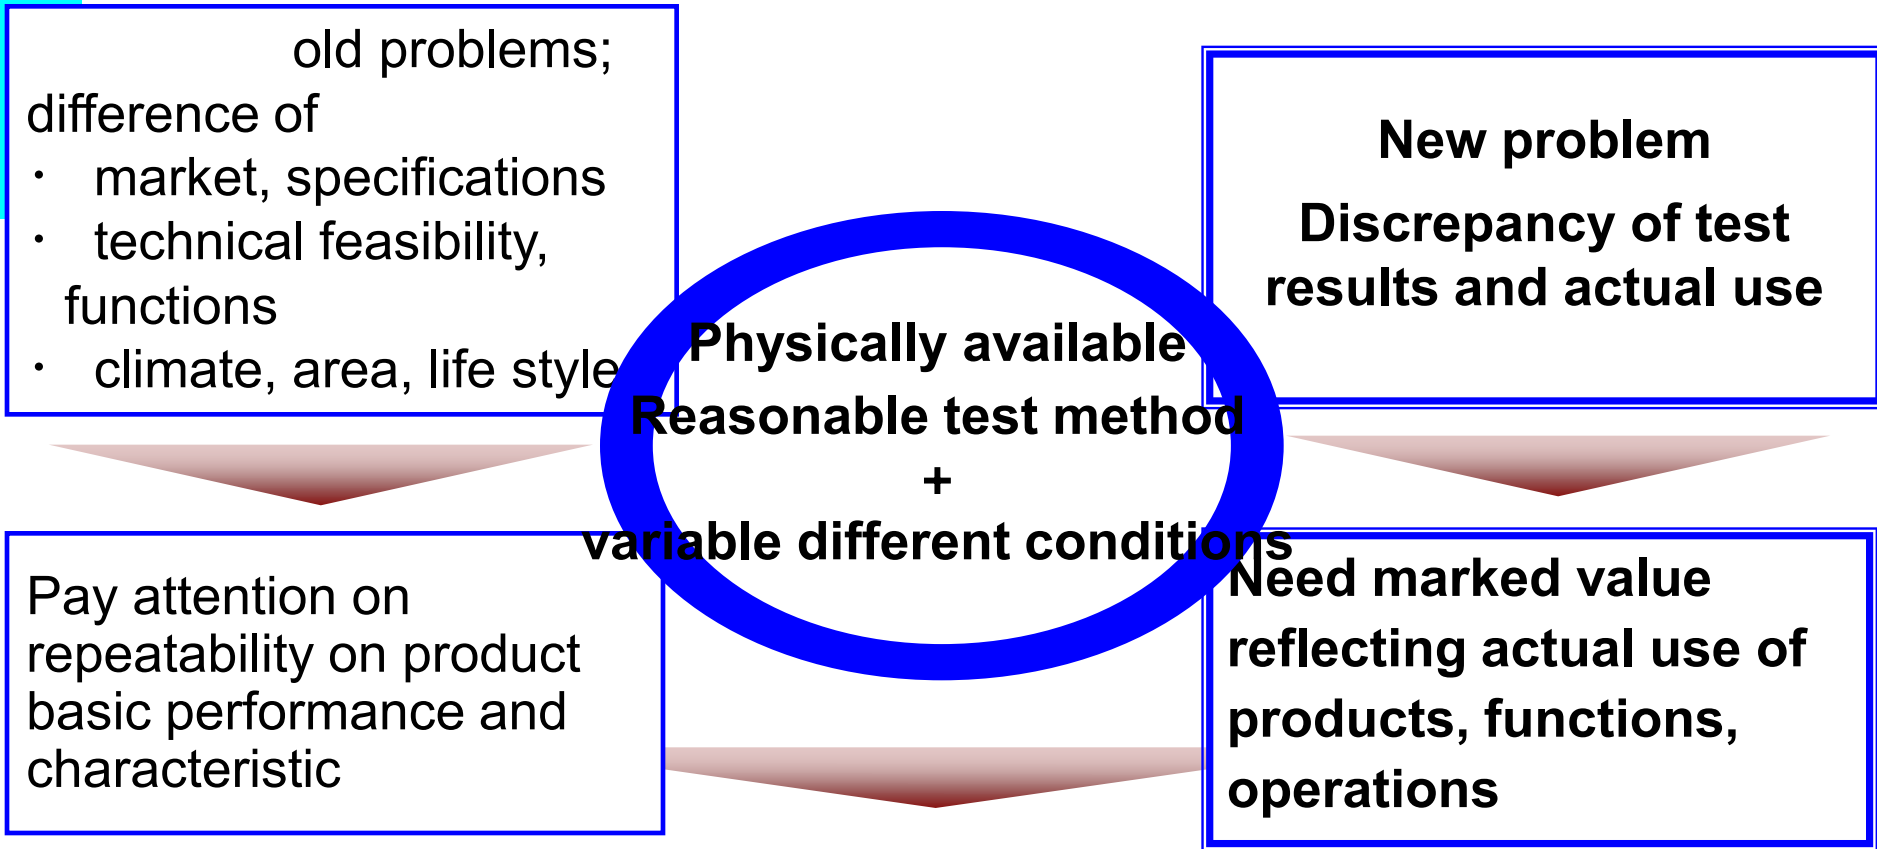 old problems;
difference of
・ market, specifications
・ technical feasibility,
functions
・ climate, area, life style
New problem
Discrepancy of test
results and actual use
Physically available
Reasonable test method
+
variable different conditions
Pay attention on
repeatability on product
basic performance and
characteristic
Need marked value
reflecting actual use of
products, functions,
operations